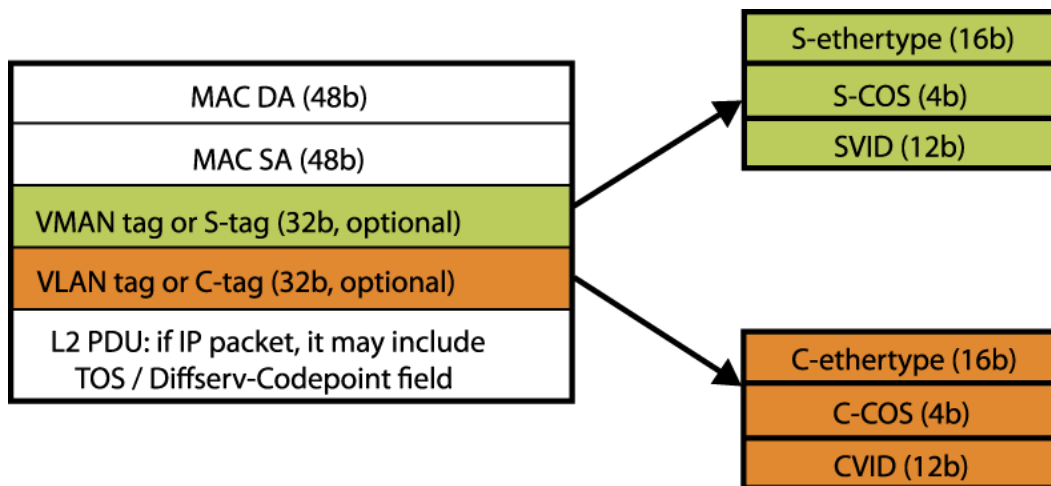 MAC DA (48b)
MAC SA (48b)
VMAN tag or S-tag (32b, optional)
VLAN tag or C-tag (32b, optional)
L2 PDU: if IP packet, it may include
TOS / Diffserv-Codepoint field
S-ethertype (16b)
S-COS (4b)
SVID (12b)
C-ethertype (16b)
C-COS (4b)
CVID (12b)